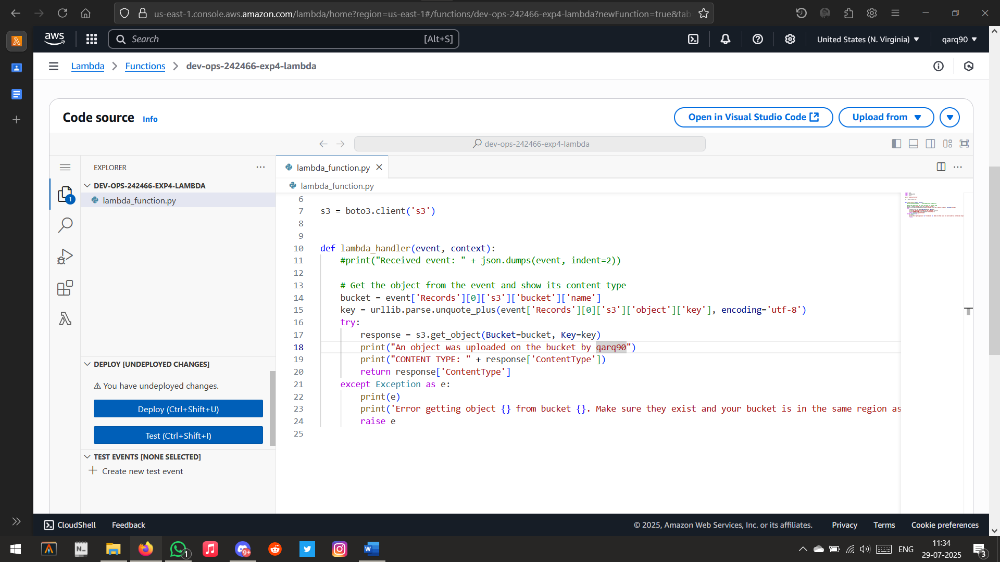 us-east-1.console.aws.amazon.com/lambda/home?region=us-east-1#/functions/dev-ops-242466-exp4-lambda?newFunction=true&tab
aws
Search
[Alt+S]
United States (N. Virginia)
qarq90
Lambda
Functions
dev-ops-242466-exp4-lambda
Code source
Info
Open in Visual Studio Code
Upload from
dev-ops-242466-exp4-lambda
EXPLORER
lambda_function.py
DEV-OPS-242466-EXP4-LAMBDA
lambda_function.py
1
lambda_function.py
6
7 s3 = boto3.client('s3')
8
9
10 def lambda_handler(event, context):
11 #print("Received event: " + json.dumps(event, indent=2))
12
13 # Get the object from the event and show its content type
14 bucket = event['Records'][0]['s3']['bucket']['name']
15 key = urllib.parse.unquote_plus(event['Records'][0]['s3']['object']['key'], encoding='utf-8')
16 try:
17 response = s3.get_object(Bucket=bucket, Key=key)
18 print("An object was uploaded on the bucket by qarq90")
19 print("CONTENT TYPE: " + response['ContentType'])
20 return response['ContentType']
21 except Exception as e:
22 print(e)
23 print('Error getting object {} from bucket {}. Make sure they exist and your bucket is in the same region as
24 raise e
25
DEPLOY [UNDEPLOYED CHANGES]
You have undeployed changes.
Deploy (Ctrl+Shift+U)
Test (Ctrl+Shift+I)
TEST EVENTS [NONE SELECTED]
Create new test event
CloudShell
Feedback
© 2025, Amazon Web Services, Inc. or its affiliates.
Privacy
Terms
Cookie preferences
N_
1
9+
W
ENG
11:34
29-07-2025
3